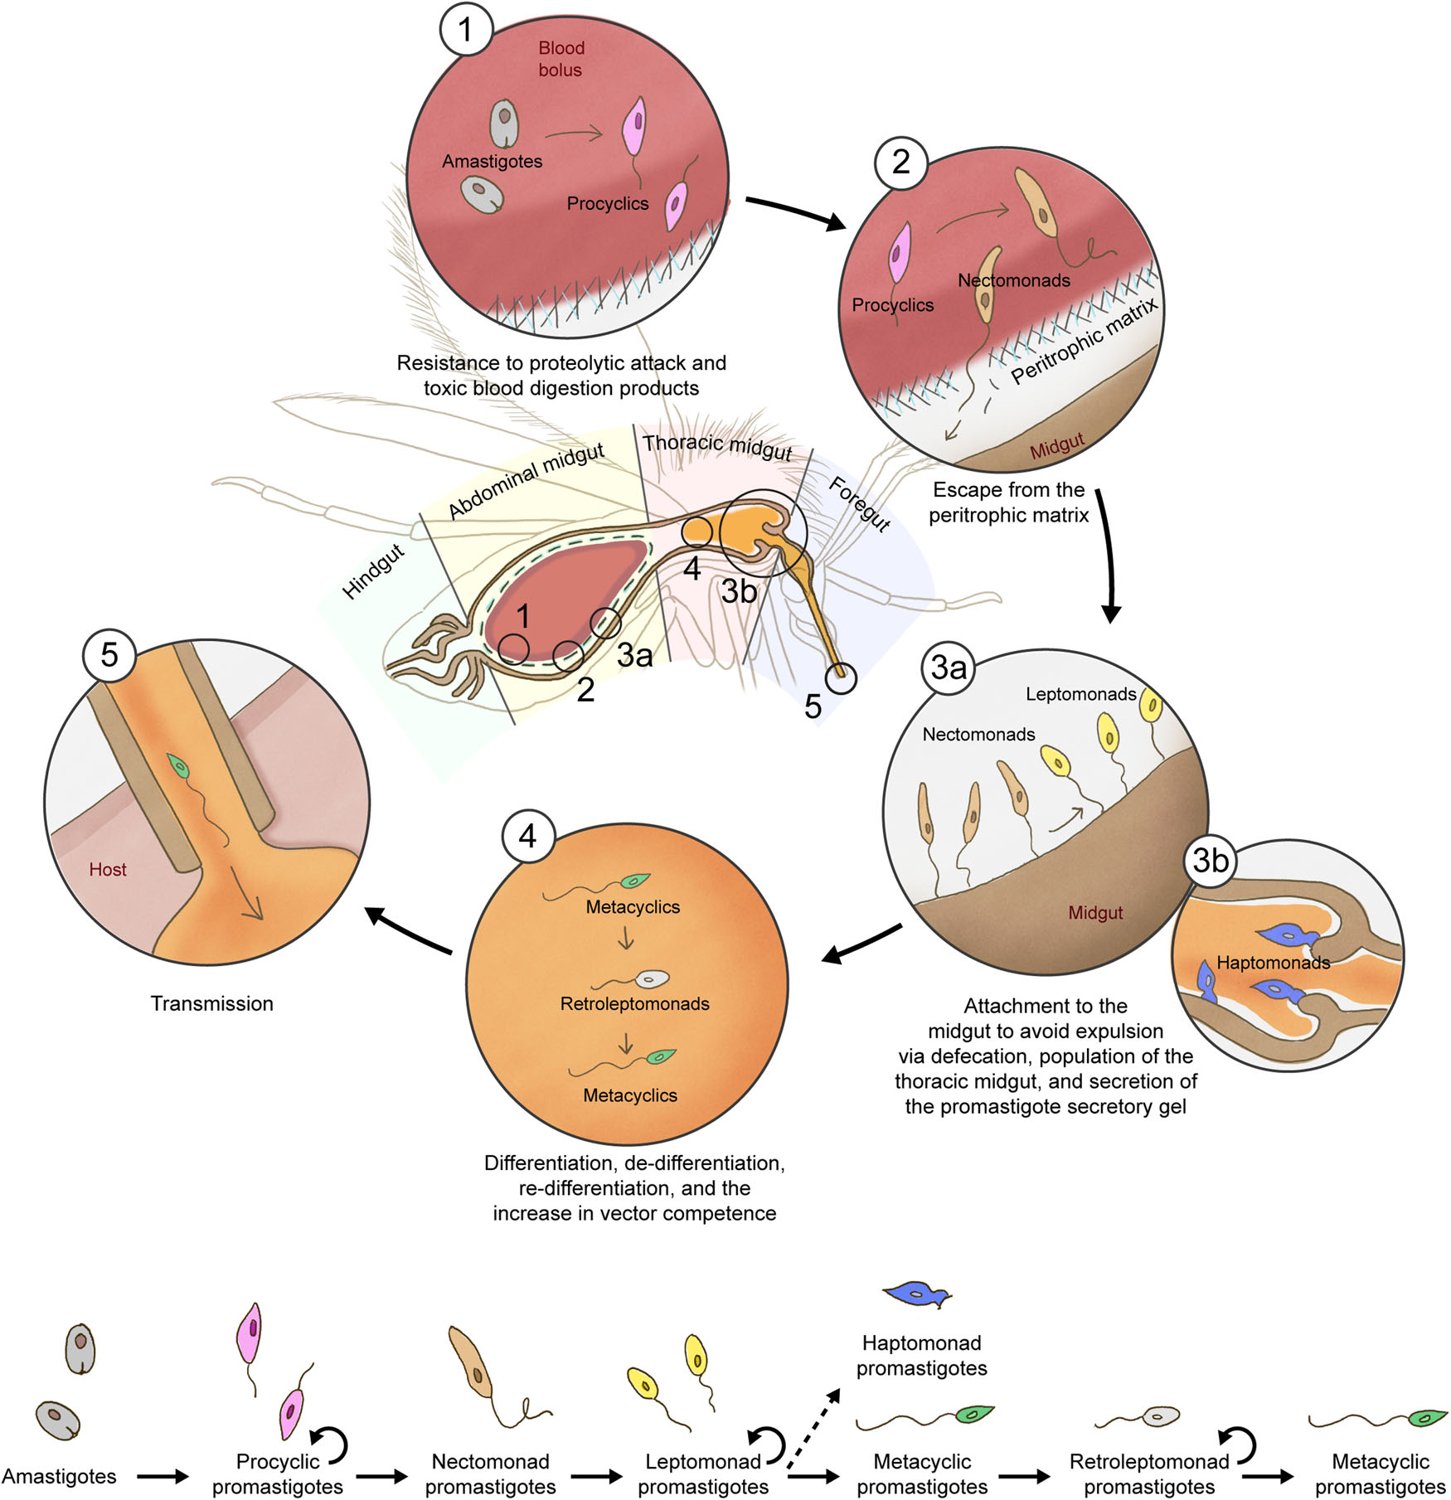 1
Blood
bolus
Amastigotes
Procyclics
Resistance to proteolytic attack and
toxic blood digestion products
2
Procyclics
Nectomonads
Peritrophic matrix
Midgut
Escape from the
peritrophic matrix
Hindgut
Abdominal midgut
Thoracic midgut
Foregut
1
2
3a
4
3b
5
3a
Leptomonads
Nectomonads
Midgut
3b
Haptomonads
Attachment to the
midgut to avoid expulsion
via defecation, population of the
thoracic midgut, and secretion of
the promastigote secretory gel
4
Metacyclics
Retroleptomonads
Metacyclics
Differentiation, de-differentiation,
re-differentiation, and the
increase in vector competence
5
Host
Transmission
Amastigotes
Procyclic
promastigotes
Nectomonad
promastigotes
Leptomonad
promastigotes
Haptomonad
promastigotes
Metacyclic
promastigotes
Retroleptomonad
promastigotes
Metacyclic
promastigotes